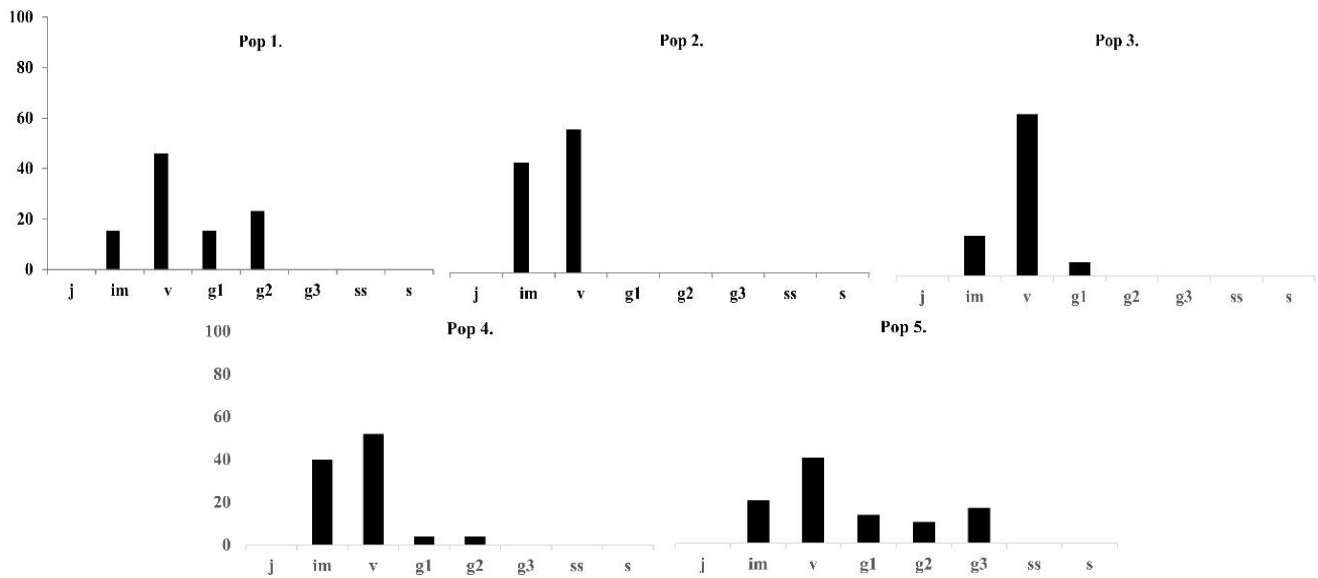 100
Pop 1.
Pop 2.
Pop 3.
80
60
40
20
0
j im v g1 g2 g3 ss s
j im v g1 g2 g3 ss s
j im v g1 g2 g3 ss s
Pop 4.
Pop 5.
100
80
60
40
20
0
j im v g1 g2 g3 ss s
j im v g1 g2 g3 ss s